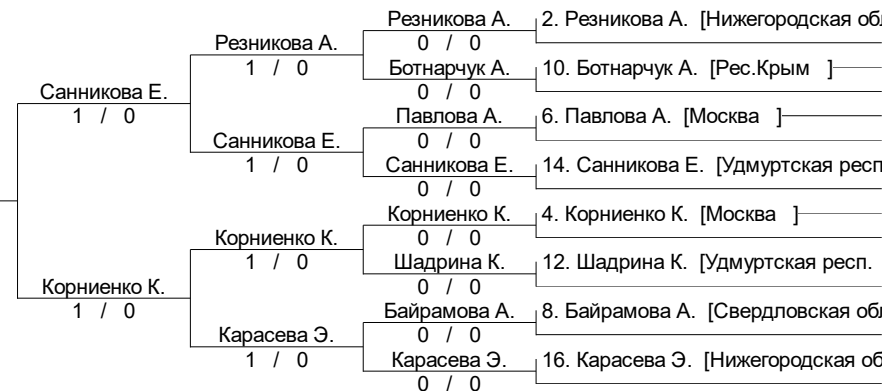 Резникова А. 2. Резникова А. [Нижегородская обл
Резникова А. 0 / 0
1 / 0 Ботнарчук А. 10. Ботнарчук А. [Рес.Крым ]
Санникова Е. 0 / 0
1 / 0 Павлова А. 6. Павлова А. [Москва ]
Санникова Е. 0 / 0
1 / 0 Санникова Е. 14. Санникова Е. [Удмуртская респ
0 / 0
Корниенко К. 4. Корниенко К. [Москва ]
Корниенко К. 0 / 0
1 / 0 Шадрина К. 12. Шадрина К. [Удмуртская респ.
Корниенко К. 0 / 0
1 / 0 Байрамова А. 8. Байрамова А. [Свердловская обл
Карасева Э. 0 / 0
1 / 0 Карасева Э. 16. Карасева Э. [Нижегородская об
0 / 0